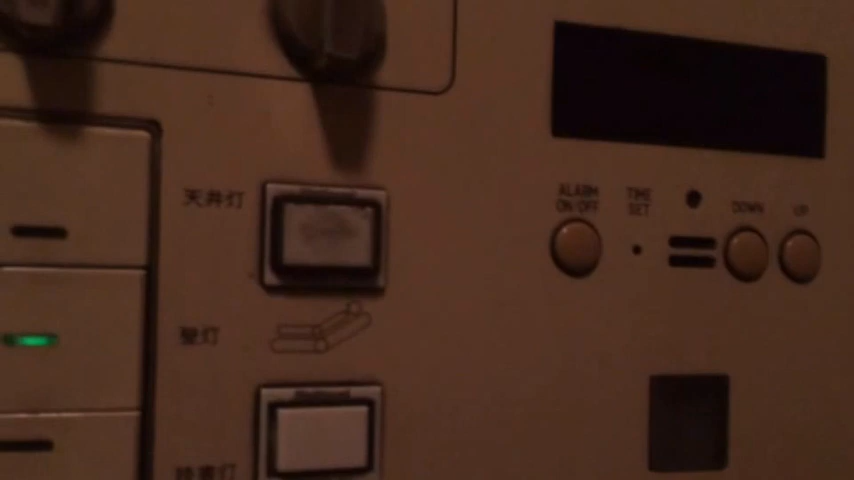 天井灯
壁灯
ALARM
ON/OFF
TIME
SET
DOWN
UP